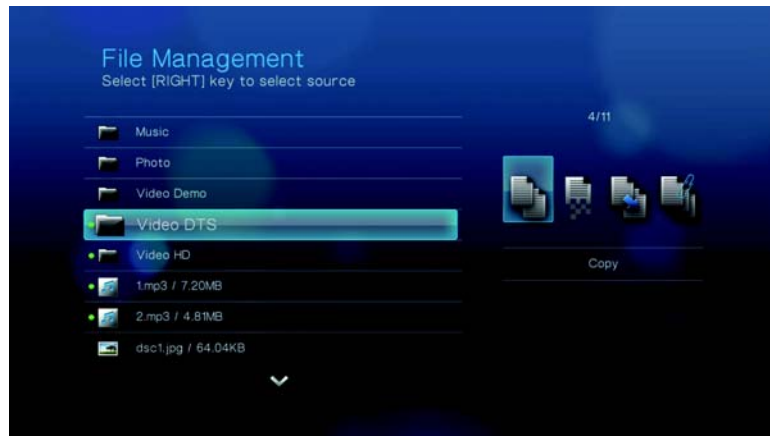 File Management
Select [RIGHT] key to select source
4/11
Music
Photo
Video Demo
Video DTS
Video HD
1.mp3 / 7.20MB
2.mp3 / 4.81MB
dsc1.jpg / 64.04KB
Copy